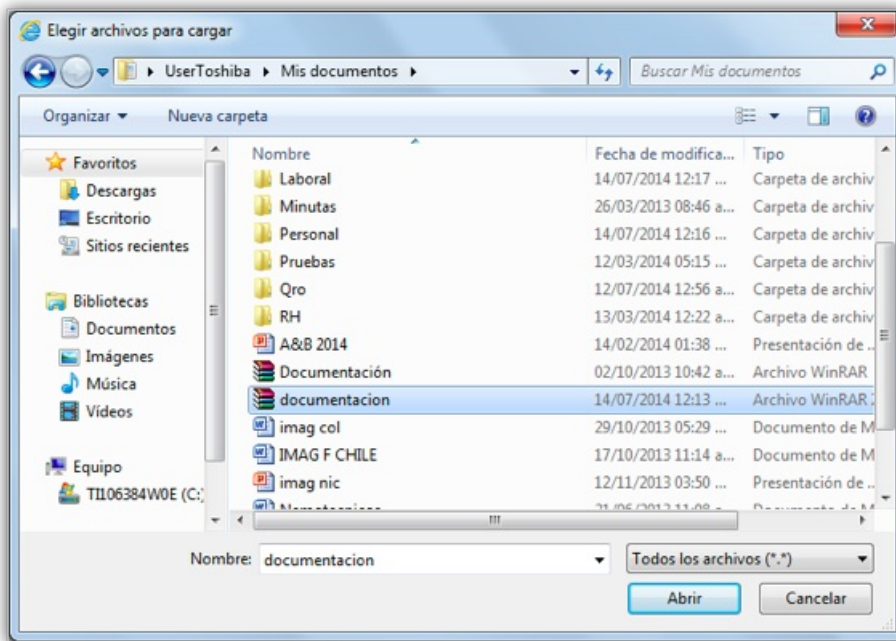 Elegir archivos para cargar
UserToshiba Mis documentos Buscar Mis documentos
Organizar Nueva carpeta
Favoritos
Descargas
Escritorio
Sitios recientes
Bibliotecas
Documentos
Imágenes
Música
Vídeos
Equipo
TI106384W0E (C:)
Nombre Fecha de modifica... Tipo
Laboral 14/07/2014 12:17 ... Carpeta de archiv
Minutas 26/03/2013 08:46 a... Carpeta de archiv
Personal 14/07/2014 12:16 ... Carpeta de archiv
Pruebas 12/03/2014 05:15 ... Carpeta de archiv
Qro 12/07/2014 12:56 a... Carpeta de archiv
RH 13/03/2014 12:22 a... Carpeta de archiv
A&B 2014 14/02/2014 01:38 ... Presentación de ..
Documentación 02/10/2013 10:42 a... Archivo WinRAR
documentacion 14/07/2014 12:13 ... Archivo WinRAR
imag col 29/10/2013 05:29 ... Documento de M
IMAG F CHILE 17/10/2013 11:14 a... Documento de M
imag nic 12/11/2013 03:50 ... Presentación de ..
Nombre: documentacion Todos los archivos (*.*)
Abrir Cancelar